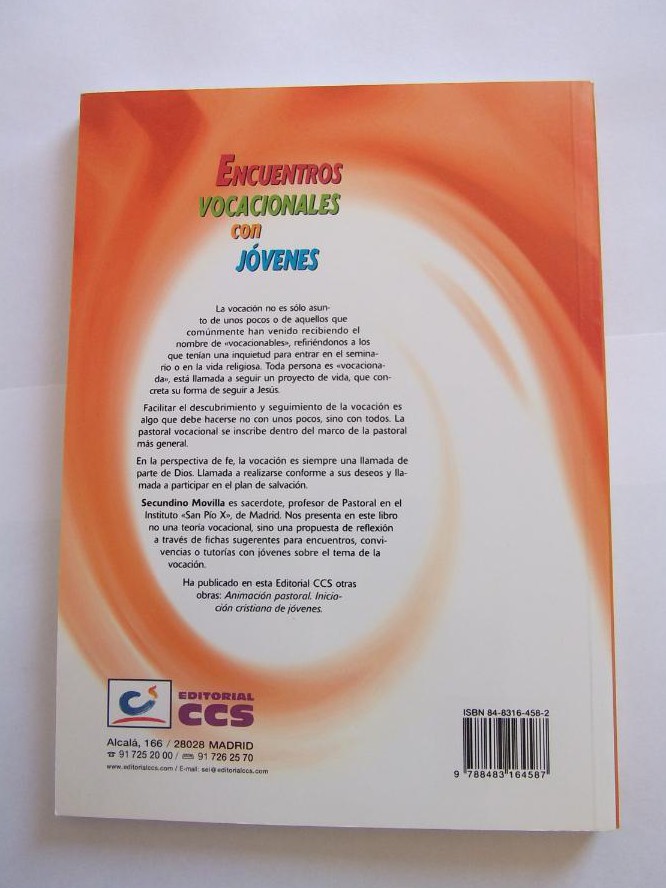 ENCUENTROS
VOCACIONALES
con
JÓVENES
La vocación no es sólo asun-
to de unos pocos o de aquellos que
comúnmente han venido recibiendo el
nombre de «vocacionables», refiriéndonos a los
que tenían una inquietud para entrar en el semina-
rio o en la vida religiosa. Toda persona es «vocaciona-
da», está llamada a seguir un proyecto de vida, que con-
creta su forma de seguir a Jesús.
Facilitar el descubrimiento y seguimiento de la vocación es
algo que debe hacerse no con unos pocos, sino con todos. La
pastoral vocacional se inscribe dentro del marco de la pastoral
más general.
En la perspectiva de fe, la vocación es siempre una llamada de
parte de Dios. Llamada a realizarse conforme a sus deseos y lla-
mada a participar en el plan de salvación.
Secundino Movilla es sacerdote, profesor de Pastoral en el
Instituto «San Pío X», de Madrid. Nos presenta en este libro
no una teoría vocacional, sino una propuesta de reflexión
a través de fichas sugerentes para encuentros, convi-
vencias o tutorías con jóvenes sobre el tema de la
vocación.
Ha publicado en esta Editorial CCS otras
obras: Animación pastoral. Inicia-
ción cristiana de jóvenes.
EDITORIAL
CCS
Alcalá, 166 / 28028 MADRID
☎ 91 725 20 00 / 91 726 25 70
www.editorialccs.com / E-mail: sei@editorialccs.com
ISBN 84-8316-458-2
9 788483 164587